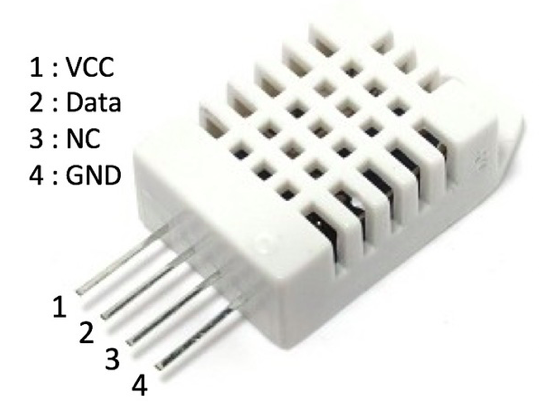 1 : VCC
2 : Data
3 : NC
4 : GND
1
2
3
4